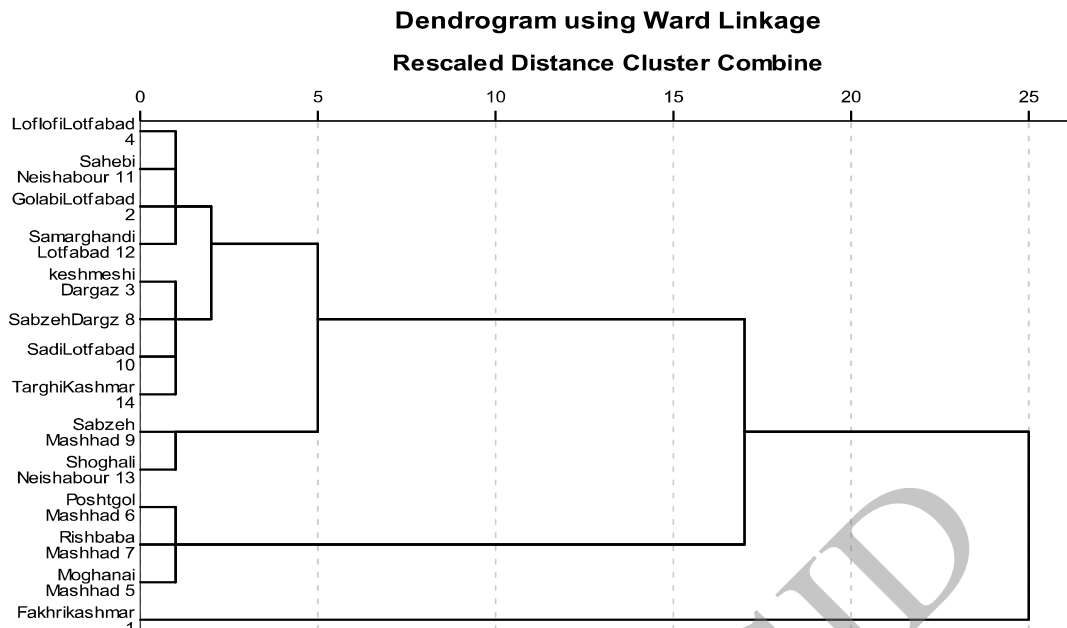 Dendrogram using Ward Linkage
Rescaled Distance Cluster Combine
0 5 10 15 20 25
LoflofiLotfabad
4
Sahebi
Neishabour 11
GolabiLotfabad
2
Samarghandi
Lotfabad 12
keshmeshi
Dargaz 3
SabzehDargz 8
SadiLotfabad
10
TarghiKashmar
14
Sabzeh
Mashhad 9
Shoghali
Neishabour 13
Poshtgol
Mashhad 6
Rishbaba
Mashhad 7
Moghanai
Mashhad 5
Fakhrikashmar
1